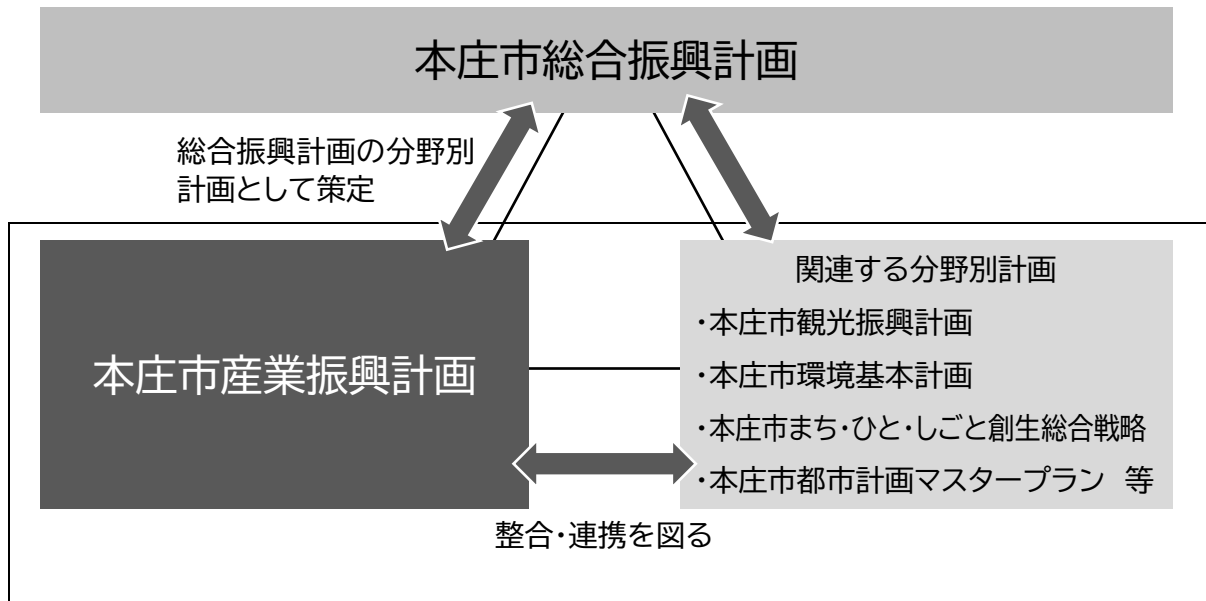 本庄市総合振興計画
総合振興計画の分野別
計画として策定
本庄市産業振興計画
関連する分野別計画
・本庄市観光振興計画
・本庄市環境基本計画
・本庄市まち・ひと・しごと創生総合戦略
・本庄市都市計画マスタープラン 等
整合・連携を図る